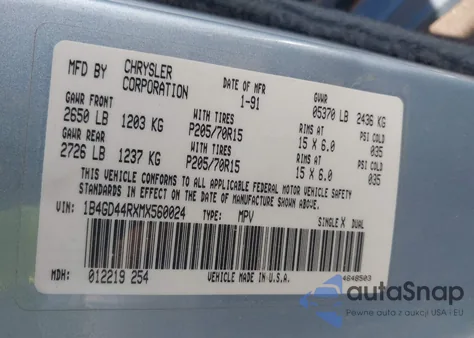 MFD BY CHRYSLER CORPORATION DATE OF MFR 1-91 GVWR 05370 LB 2436 KG
GAWR FRONT WITH TIRES RIMS AT PSI COLD
2650 LB 1203 KG P205/70R15 15 X 6.0 035
GAWR REAR WITH TIRES RIMS AT PSI COLD
2726 LB 1237 KG P205/70R15 15 X 6.0 035
THIS VEHICLE CONFORMS TO ALL APPLICABLE FEDERAL MOTOR VEHICLE SAFETY
STANDARDS IN EFFECT ON THE DATE OF MANUFACTURE SHOWN ABOVE.
VIN: 1B4GD44RXMX560024 TYPE: MPV SINGLE X DUAL
MDH: 012219 254 VEHICLE MADE IN U.S.A. 4648503
autoSnap
Pewne auta z aukcji USA i EU